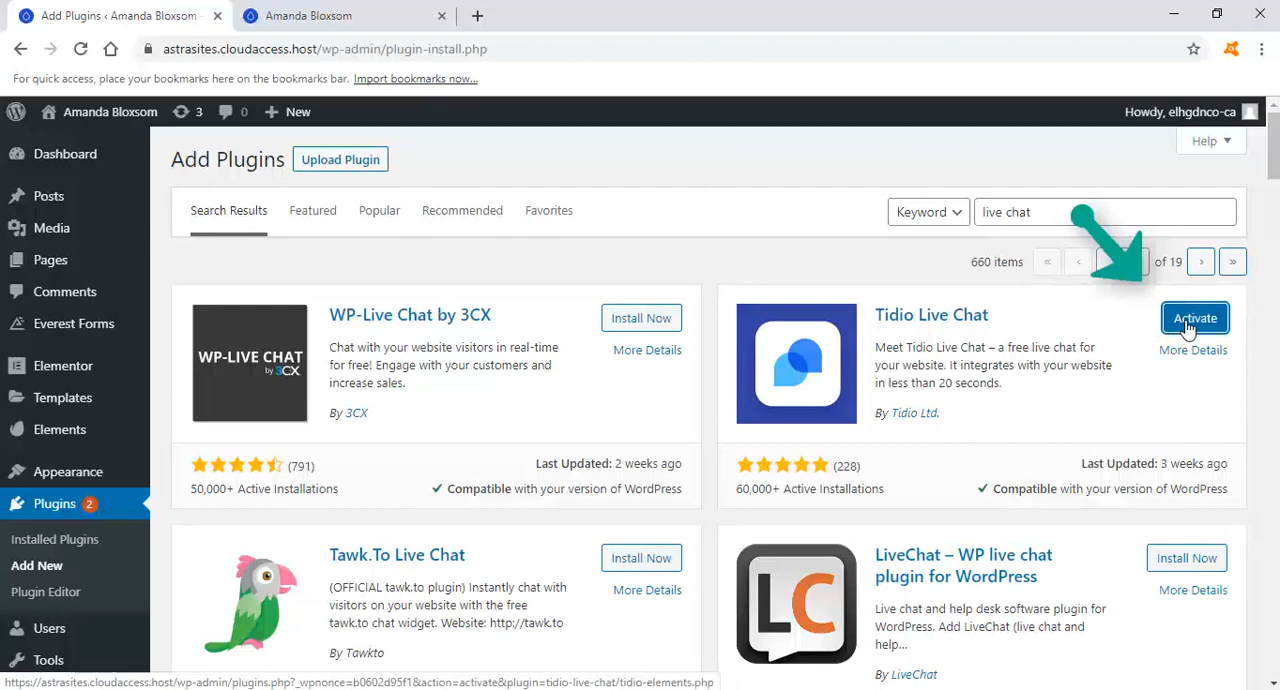 Add Plugins ‹ Amanda Bloxsom —
Amanda Bloxsom
astrasites.cloudaccess.host/wp-admin/plugin-install.php
For quick access, place your bookmarks here on the bookmarks bar. Import bookmarks now...
Amanda Bloxsom 3 0 New
Howdy, elhgdnco-ca
Dashboard
Posts
Media
Pages
Comments
Everest Forms
Elementor
Templates
Elements
Appearance
Plugins 2
Installed Plugins
Add New
Plugin Editor
Users
Tools
Help
Add Plugins
Upload Plugin
Search Results Featured Popular Recommended Favorites
Keyword
live chat
660 items « ‹ of 19 › »
WP-LIVE CHAT
by 3CX
WP-Live Chat by 3CX
Install Now
More Details
Chat with your website visitors in real-time
for free! Engage with your customers and
increase sales.
By 3CX
(791)
50,000+ Active Installations
Last Updated: 2 weeks ago
Compatible with your version of WordPress
Tidio Live Chat
Activate
More Details
Meet Tidio Live Chat – a free live chat for
your website. It integrates with your website
in less than 20 seconds.
By Tidio Ltd.
(228)
60,000+ Active Installations
Last Updated: 3 weeks ago
Compatible with your version of WordPress
Tawk.To Live Chat
Install Now
More Details
(OFFICIAL tawk.to plugin) Instantly chat with
visitors on your website with the free
tawk.to chat widget. Website: http://tawk.to
By Tawkto
LC
LiveChat – WP live chat
plugin for WordPress
Install Now
More Details
Live chat and help desk software plugin for
WordPress. Add LiveChat (live chat and
help...
By LiveChat
https://astrasites.cloudaccess.host/wp-admin/plugins.php?_wpnonce=b0602d95f1&action=activate&plugin=tidio-live-chat/tidio-elements.php